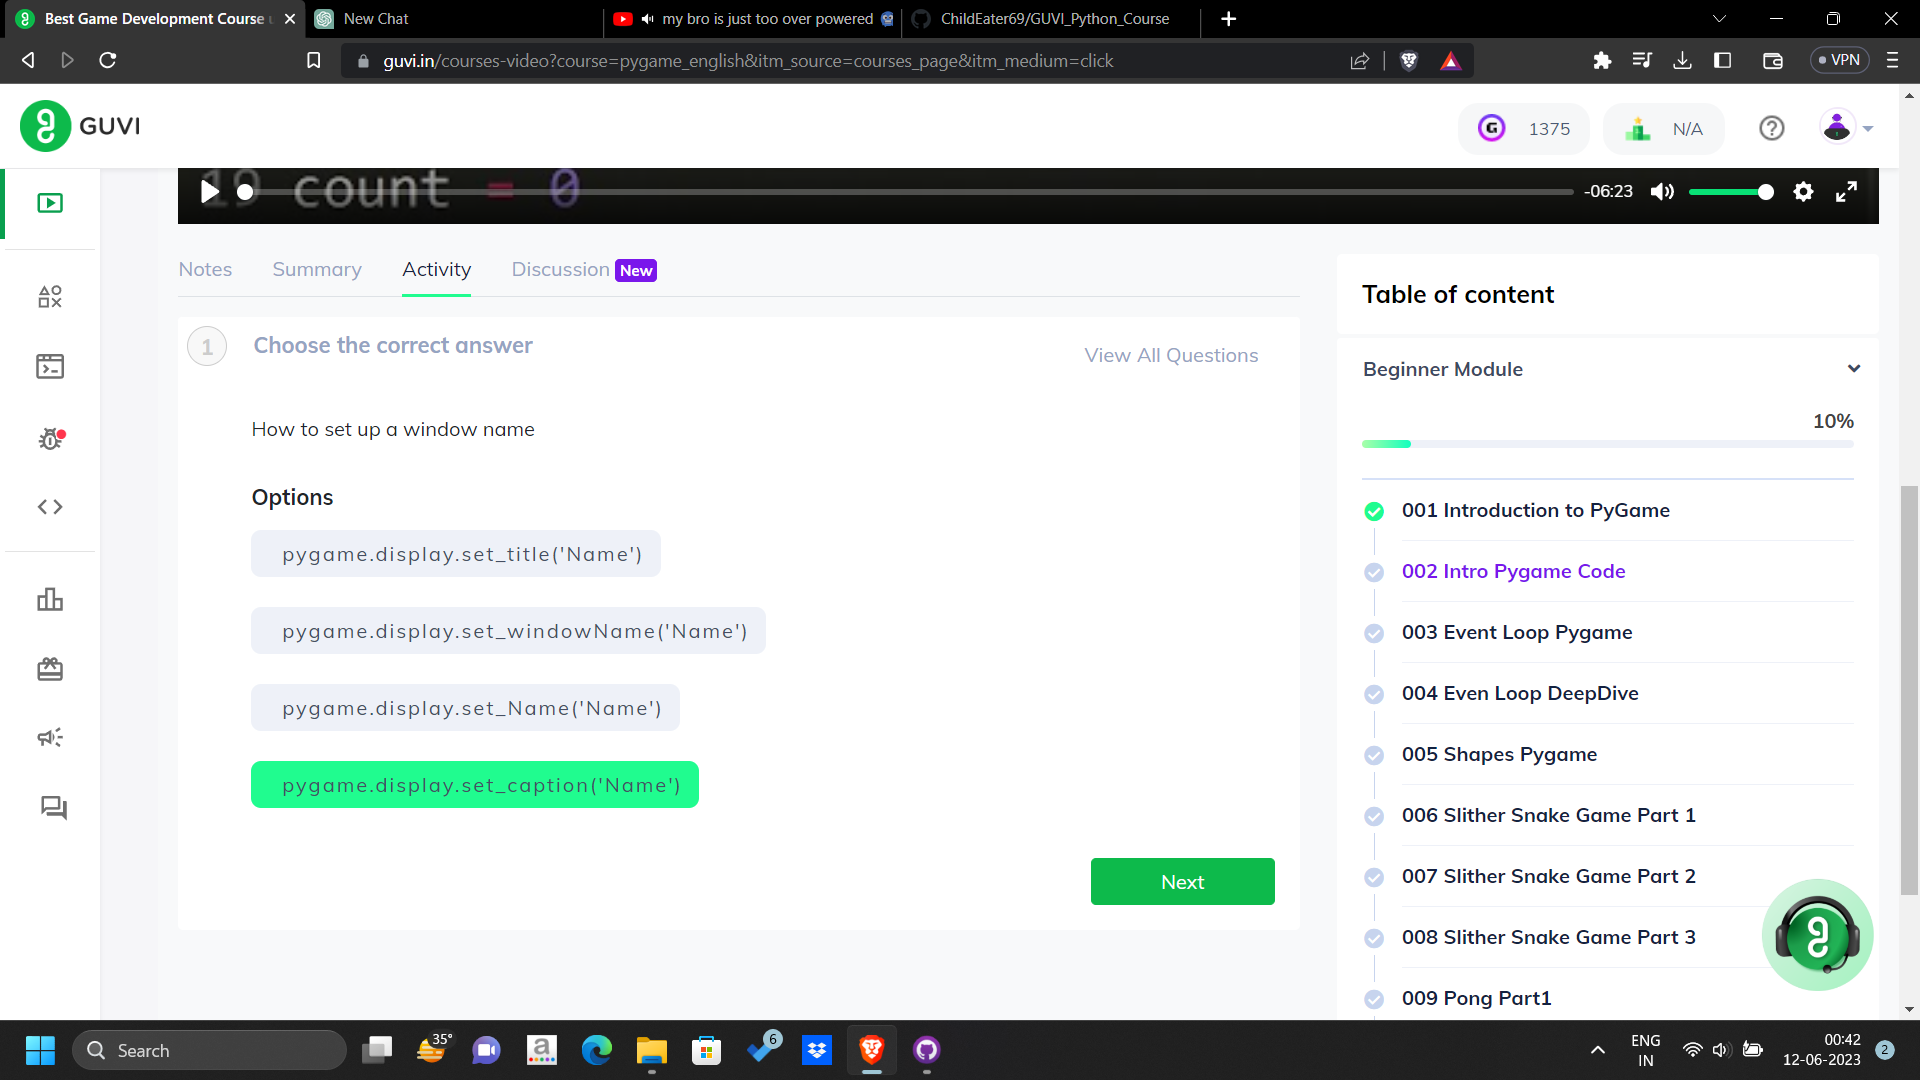 Best Game Development Course u
New Chat
my bro is just too over powered
ChildEater69/GUVI_Python_Course
guvi.in/courses-video?course=pygame_english&itm_source=courses_page&itm_medium=click
VPN
GUVI
1375
N/A
19 count = 0
-06:23
Notes
Summary
Activity
Discussion
New
1
Choose the correct answer
View All Questions
How to set up a window name
Options
pygame.display.set_title('Name')
pygame.display.set_windowName('Name')
pygame.display.set_Name('Name')
pygame.display.set_caption('Name')
Next
Table of content
Beginner Module
10%
001 Introduction to PyGame
002 Intro Pygame Code
003 Event Loop Pygame
004 Even Loop DeepDive
005 Shapes Pygame
006 Slither Snake Game Part 1
007 Slither Snake Game Part 2
008 Slither Snake Game Part 3
009 Pong Part1
Search
35°
6
ENG
IN
00:42
12-06-2023
2